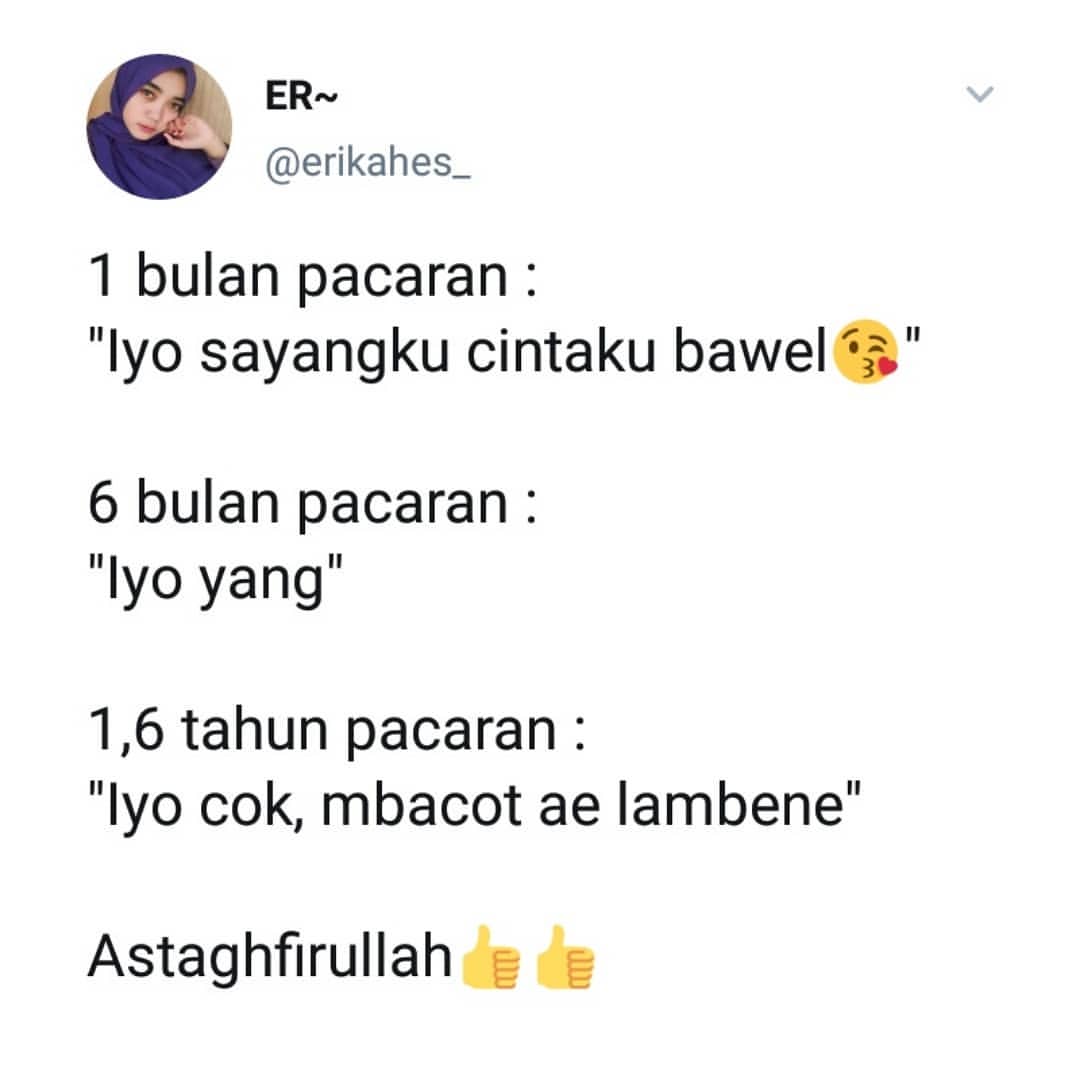 ER~
@erikahes_
1 bulan pacaran :
"Iyo sayangku cintaku bawel😘"
6 bulan pacaran :
"Iyo yang"
1,6 tahun pacaran :
"Iyo cok, mbacot ae lambene"
Astaghfirullah👍👍